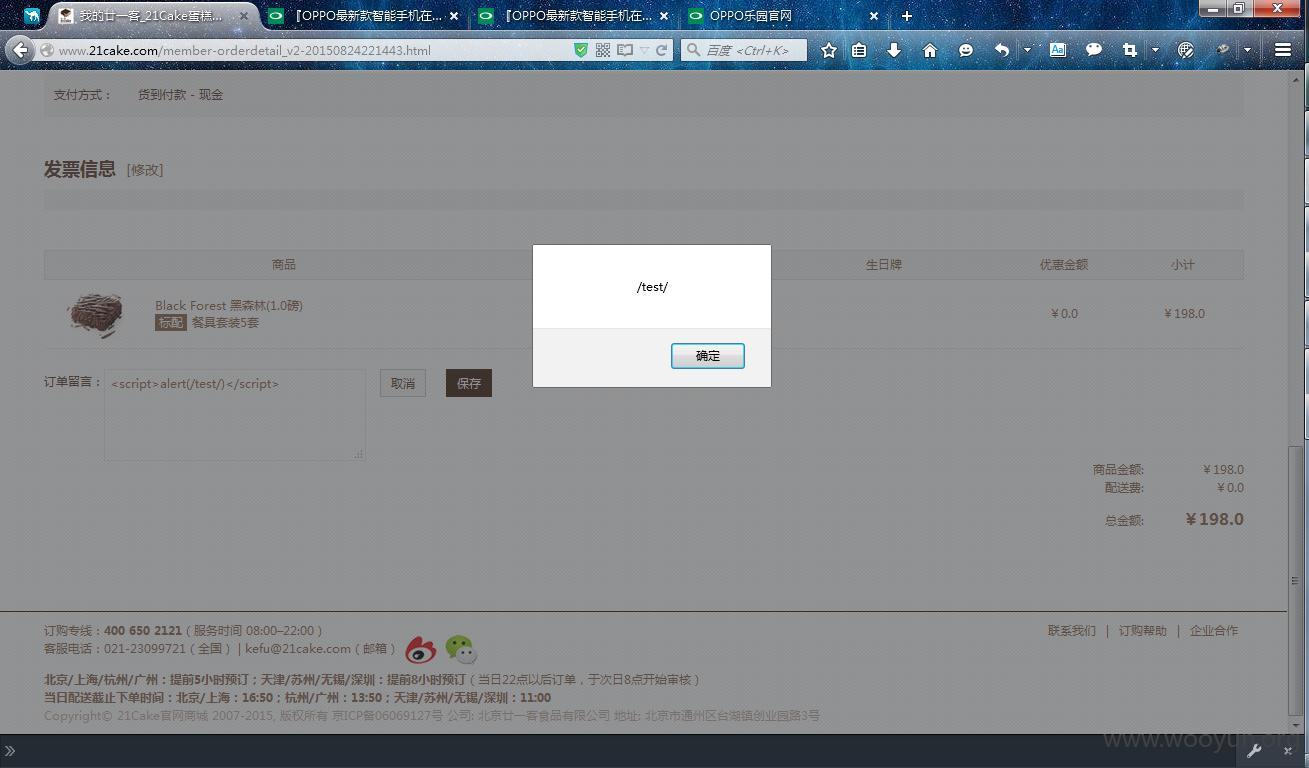 我的廿一客_21Cake蛋糕...
『OPPO最新款智能手机在...
『OPPO最新款智能手机在...
OPPO乐园官网
www.21cake.com/member-orderdetail_v2-20150824221443.html
百度 <Ctrl+K>
支付方式： 货到付款 - 现金
发票信息 [修改]
商品 生日牌 优惠金额 小计
Black Forest 黑森林(1.0磅)
标配 餐具套装5套
￥0.0 ￥198.0
/test/
确定
订单留言： <script>alert(/test/)</script> 取消 保存
商品金额: ￥198.0
配送费: ￥0.0
总金额: ￥198.0
订购专线：400 650 2121 ( 服务时间 08:00–22:00 )
联系我们 | 订购帮助 | 企业合作
客服电话：021-23099721 ( 全国 ) | kefu@21cake.com ( 邮箱 )
北京/上海/杭州/广州：提前5小时预订；天津/苏州/无锡/深圳：提前8小时预订 ( 当日22点以后订单，于次日8点开始审核 )
当日配送截止下单时间：北京/上海：16:50；杭州/广州：13:50；天津/苏州/无锡/深圳：11:00
Copyright© 21Cake官网商城 2007-2015, 版权所有 京ICP备06069127号 公司: 北京廿一客食品有限公司 地址: 北京市通州区台湖镇创业园路3号
www.wooyun.org